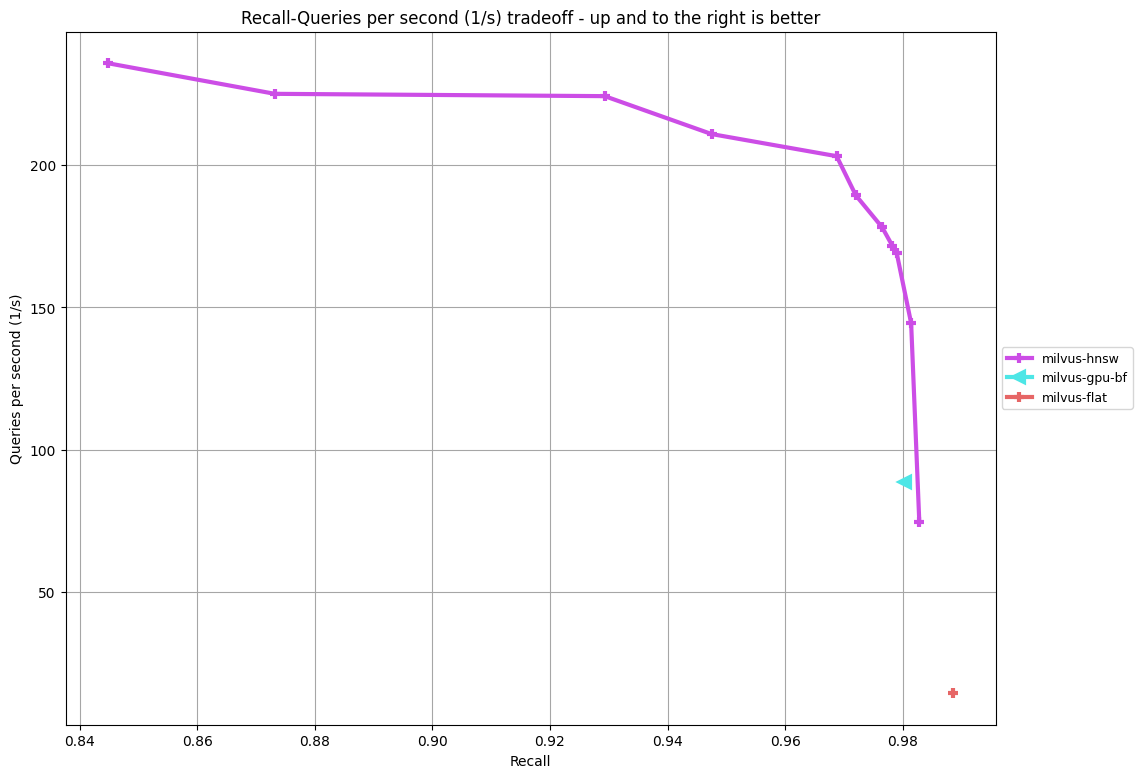 Recall-Queries per second (1/s) tradeoff - up and to the right is better
Queries per second (1/s)
200
150
100
50
0.84
0.86
0.88
0.90
0.92
0.94
0.96
0.98
Recall
milvus-hnsw
milvus-gpu-bf
milvus-flat